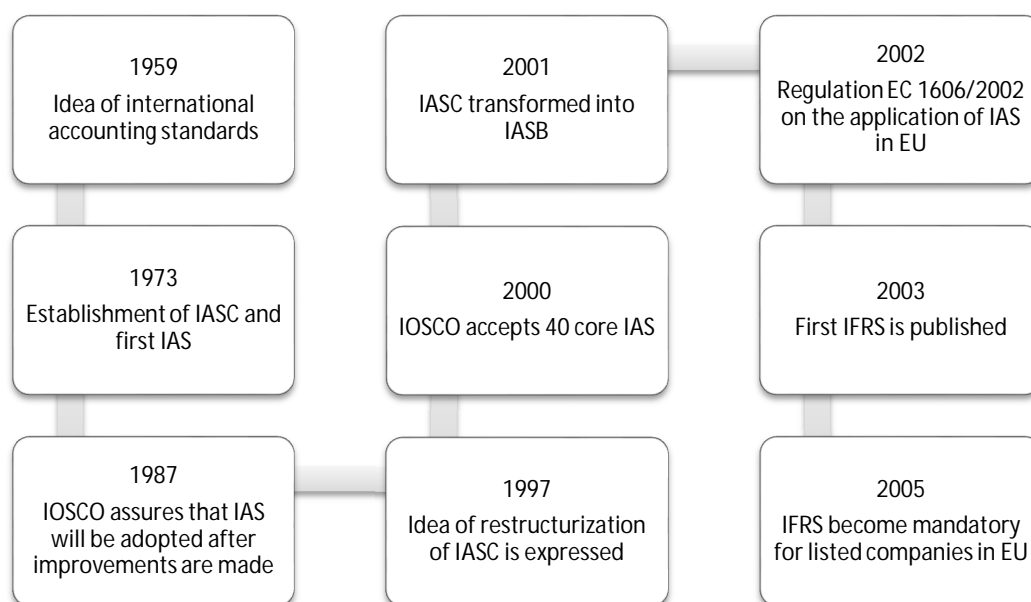 1959
Idea of international
accounting standards
1973
Establishment of IASC and
first IAS
1987
IOSCO assures that IAS
will be adopted after
improvements are made
1997
Idea of restructurization
of IASC is expressed
2000
IOSCO accepts 40 core IAS
2001
IASC transformed into
IASB
2002
Regulation EC 1606/2002
on the application of IAS
in EU
2003
First IFRS is published
2005
IFRS become mandatory
for listed companies in EU